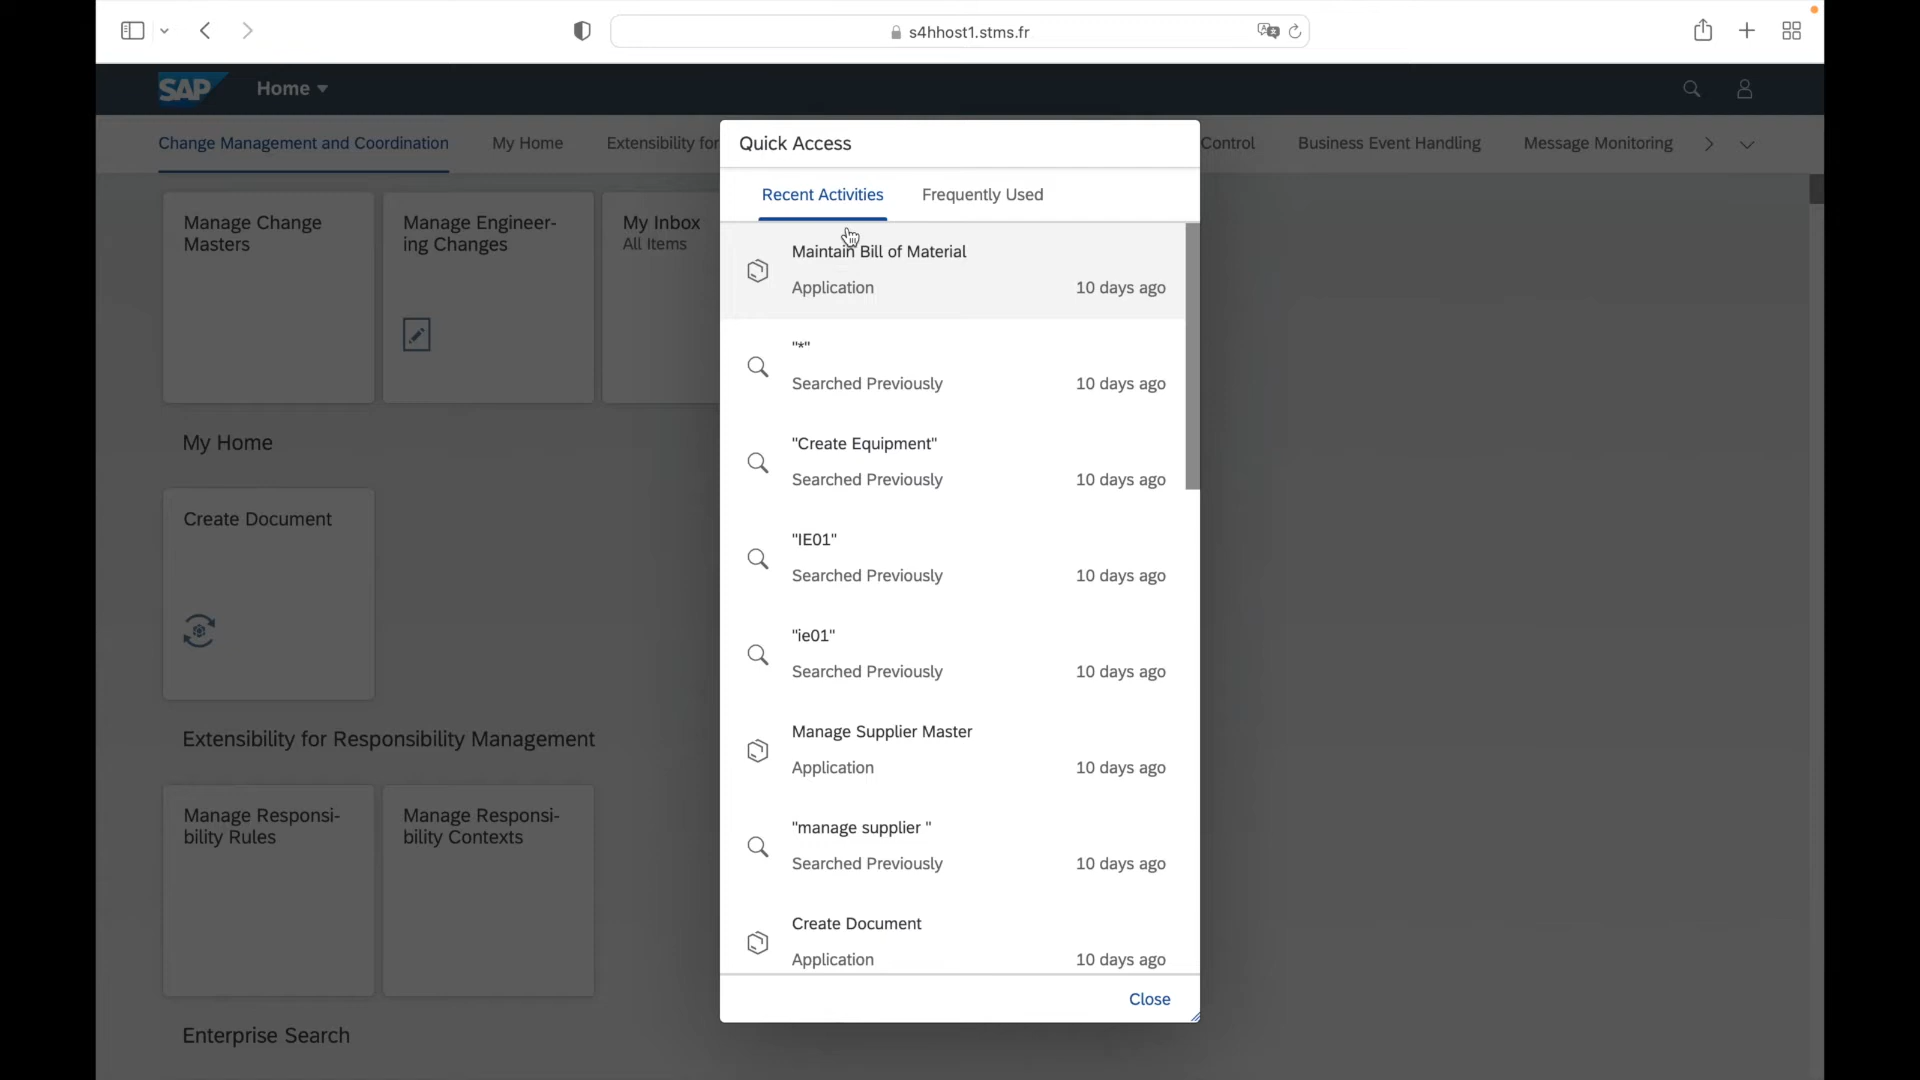 s4hhost1.stms.fr
SAP
Home
Change Management and Coordination
My Home
Extensibility for
Control
Business Event Handling
Message Monitoring
Manage Change
Masters
Manage Engineer-
ing Changes
My Inbox
All Items
My Home
Create Document
Extensibility for Responsibility Management
Manage Responsi-
bility Rules
Manage Responsi-
bility Contexts
Enterprise Search
Quick Access
Recent Activities
Frequently Used
Maintain Bill of Material
Application
10 days ago
"*"
Searched Previously
10 days ago
"Create Equipment"
Searched Previously
10 days ago
"IE01"
Searched Previously
10 days ago
"ie01"
Searched Previously
10 days ago
Manage Supplier Master
Application
10 days ago
"manage supplier "
Searched Previously
10 days ago
Create Document
Application
10 days ago
Close